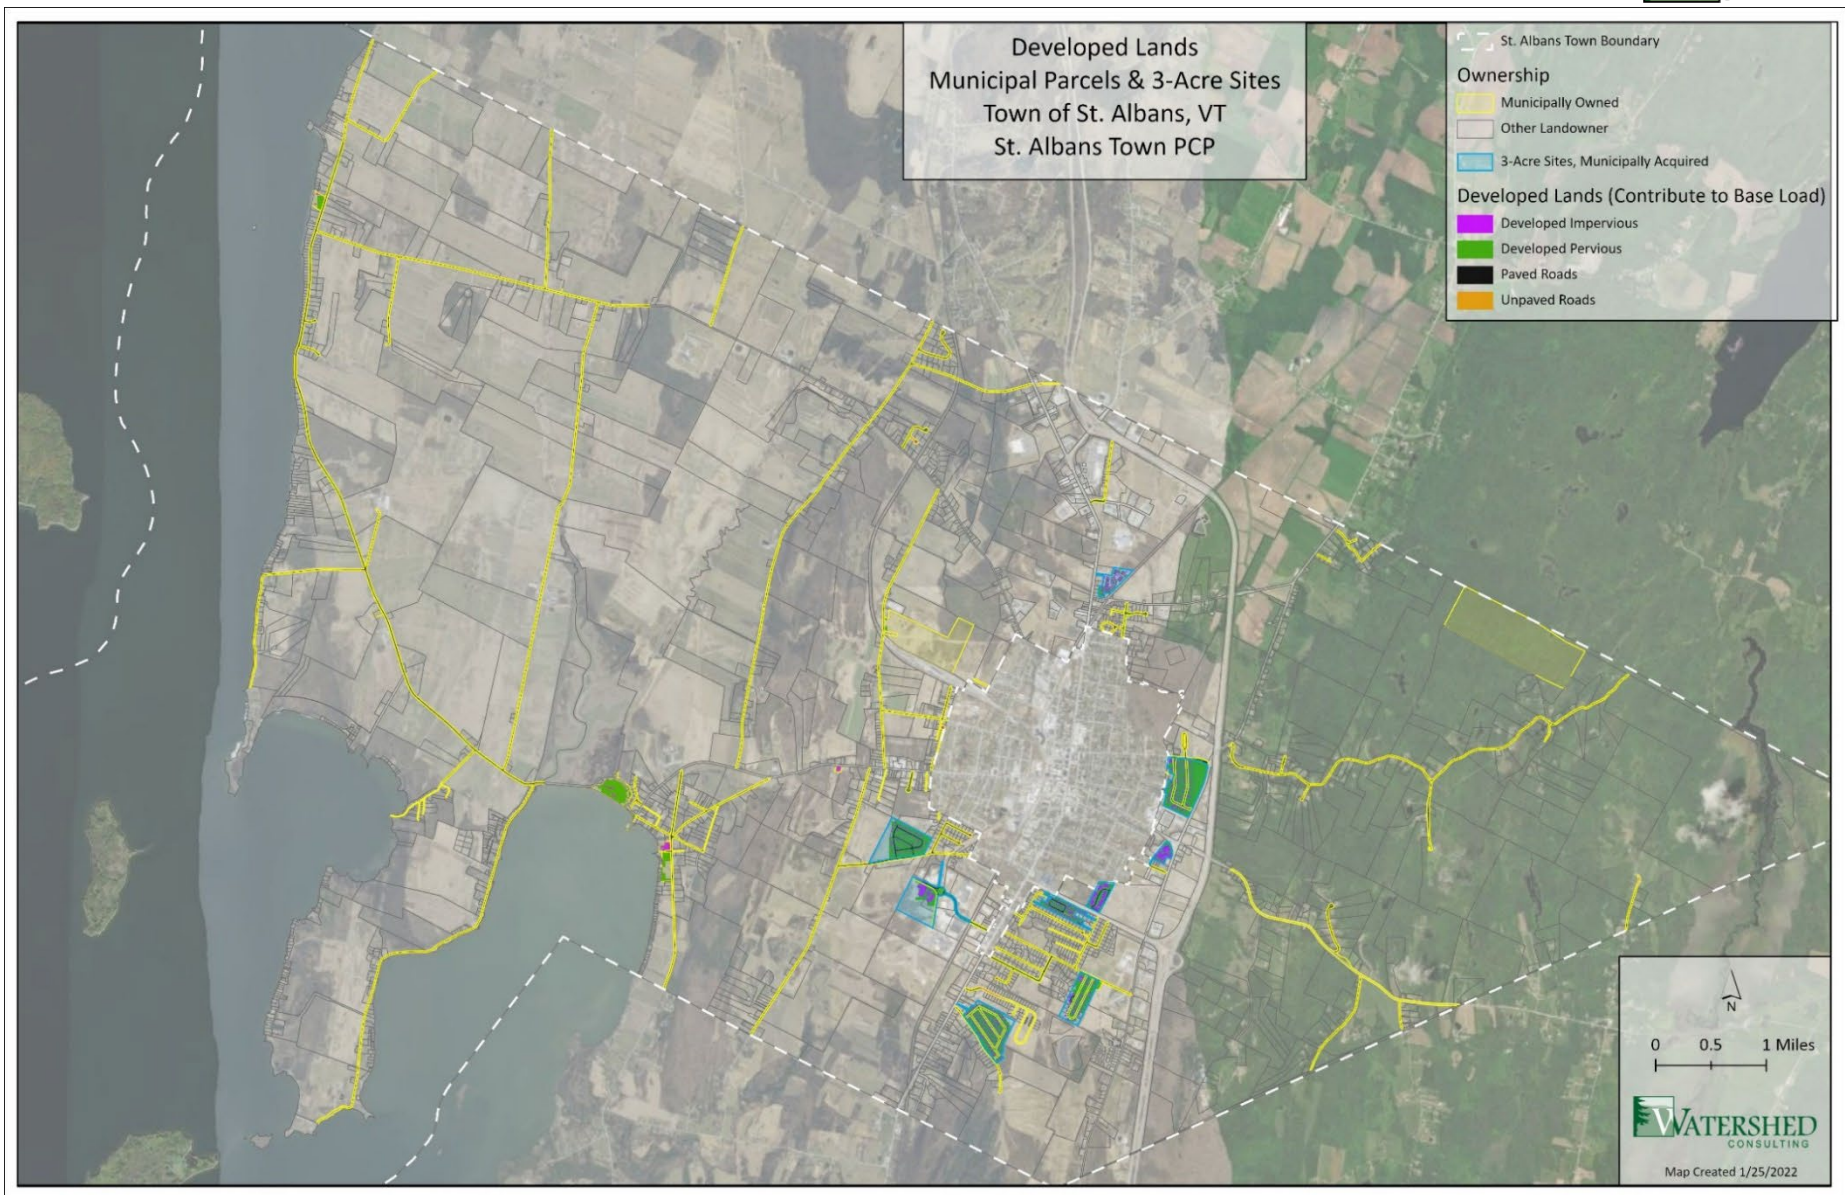 Developed Lands
Municipal Parcels & 3-Acre Sites
Town of St. Albans, VT
St. Albans Town PCP
St. Albans Town Boundary
Ownership
Municipally Owned
Other Landowner
3-Acre Sites, Municipally Acquired
Developed Lands (Contribute to Base Load)
Developed Impervious
Developed Pervious
Paved Roads
Unpaved Roads
N
0 0.5 1 Miles
WATERSHED
CONSULTING
Map Created 1/25/2022